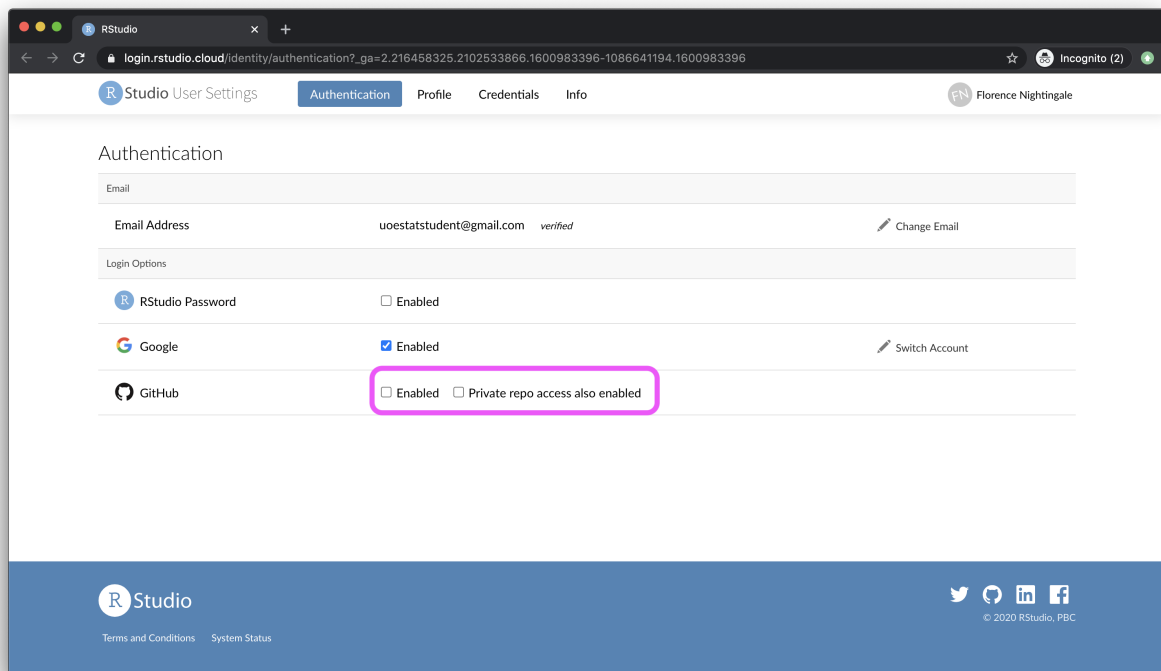 R RStudio × +
login.rstudio.cloud/identity/authentication?_ga=2.216458325.2102533866.1600983396-1086641194.1600983396 Incognito (2)
R Studio User Settings Authentication Profile Credentials Info FN Florence Nightingale
Authentication
Email
Email Address uoestatstudent@gmail.com verified Change Email
Login Options
R RStudio Password Enabled
G Google Enabled Switch Account
GitHub Enabled Private repo access also enabled
R Studio
in f
© 2020 RStudio, PBC
Terms and Conditions System Status